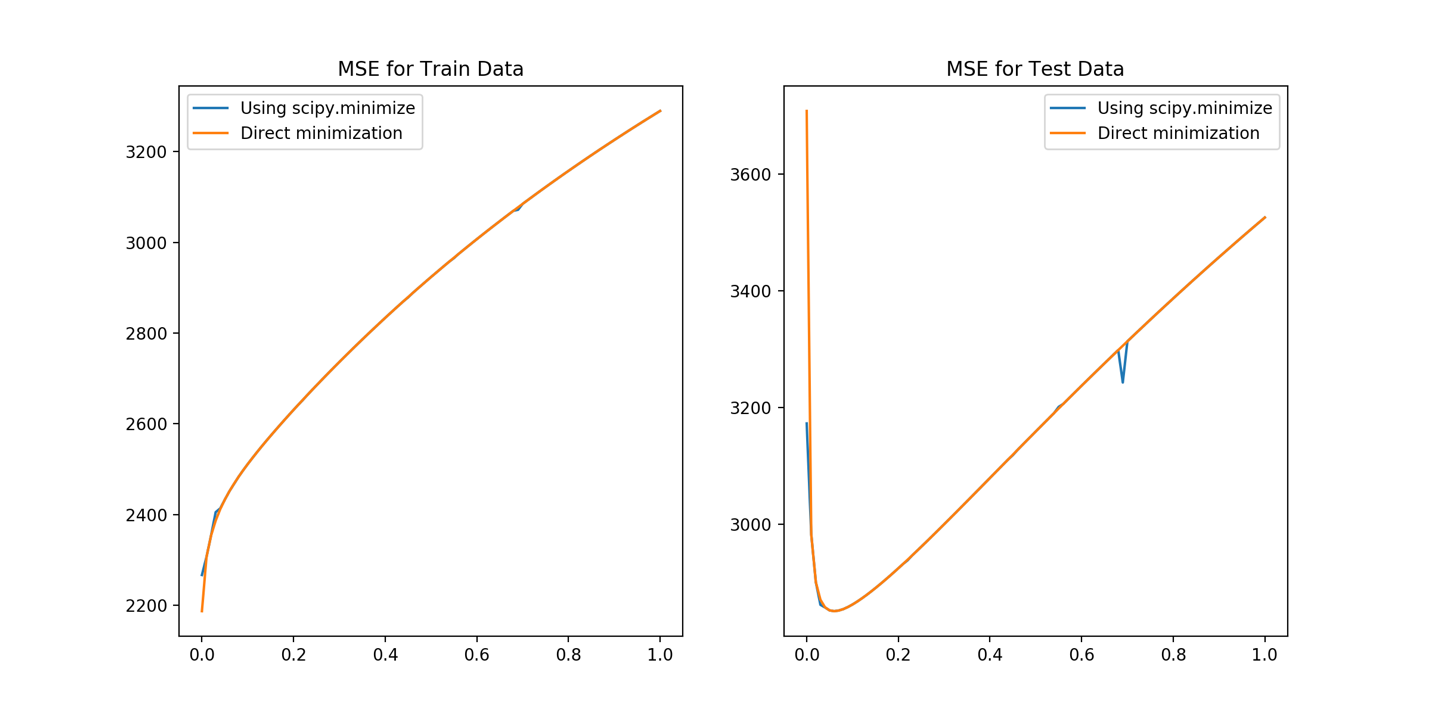 MSE for Train Data
Using scipy.minimize
Direct minimization
3200
3000
2800
2600
2400
2200
0.0 0.2 0.4 0.6 0.8 1.0
MSE for Test Data
Using scipy.minimize
Direct minimization
3600
3400
3200
3000
0.0 0.2 0.4 0.6 0.8 1.0